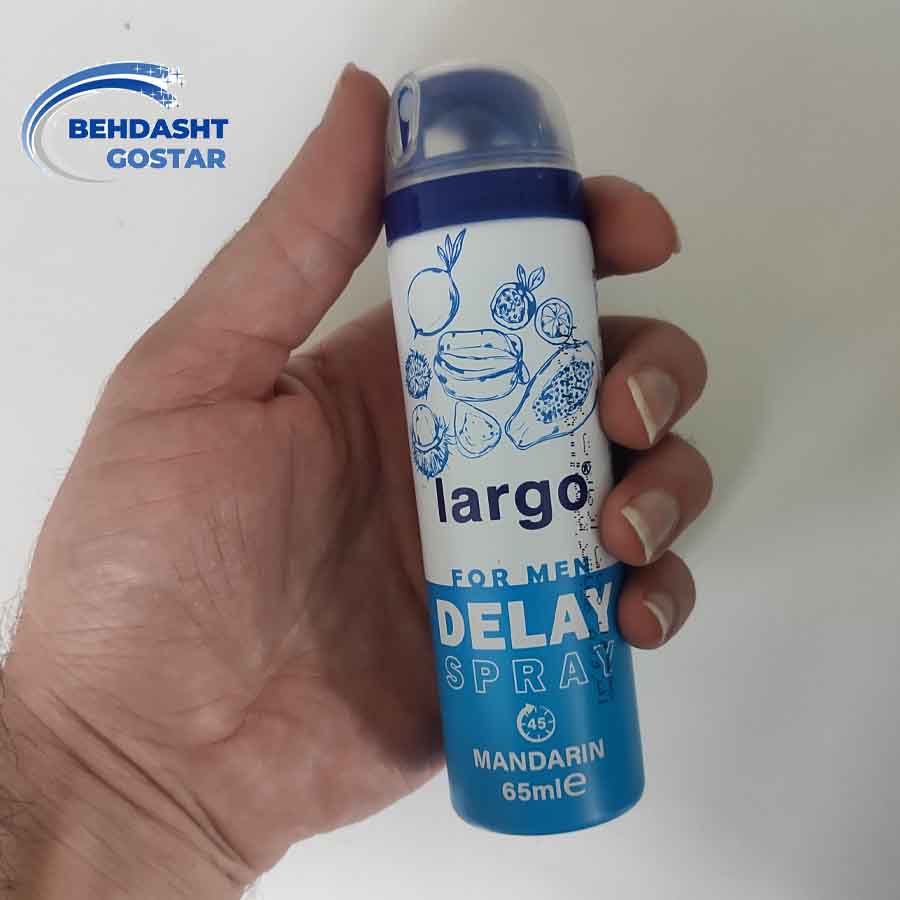 BEHDASHT
GOSTAR
largo
FOR MEN
DELAY
SPRAY
45
MANDARIN
65ml℮